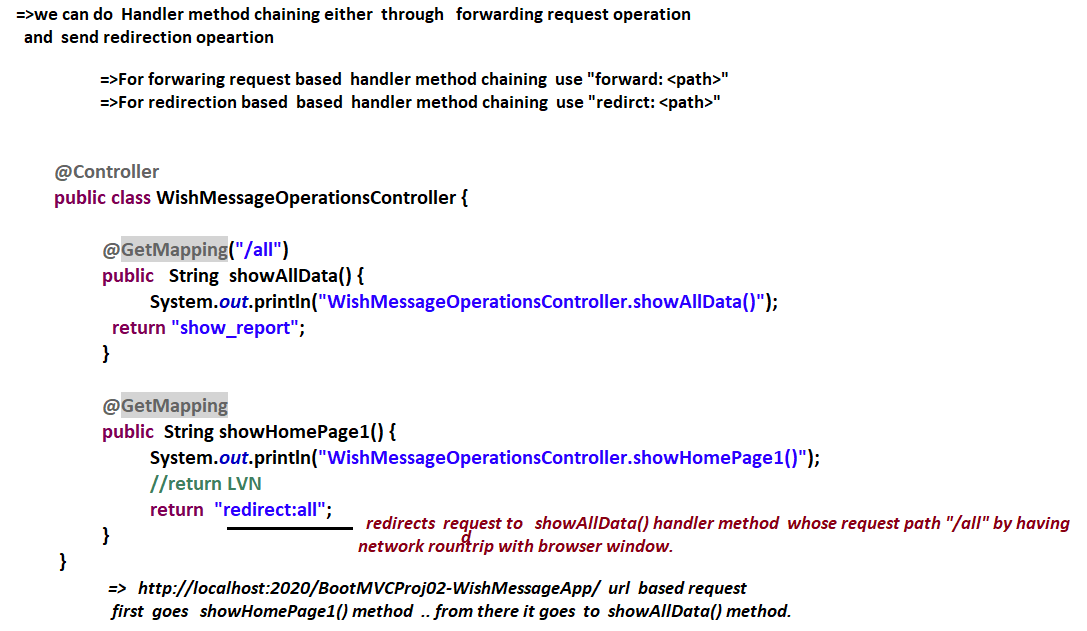 =>we can do Handler method chaining either through forwarding request operation
and send redirection opeartion
=>For forwaring request based handler method chaining use "forward: <path>"
=>For redirection based based handler method chaining use "redirct: <path>"
@Controller
public class WishMessageOperationsController {
@GetMapping("/all")
public String showAllData() {
System.out.println("WishMessageOperationsController.showAllData()");
return "show_report";
}
@GetMapping
public String showHomePage1() {
System.out.println("WishMessageOperationsController.showHomePage1()");
//return LVN
return "redirect:all";
redirects request to showAllData() handler method whose request path "/all" by having
d
}
network rountrip with browser window.
}
=> http://localhost:2020/BootMVCProj02-WishMessageApp/ url based request
first goes showHomePage1() method .. from there it goes to showAllData() method.